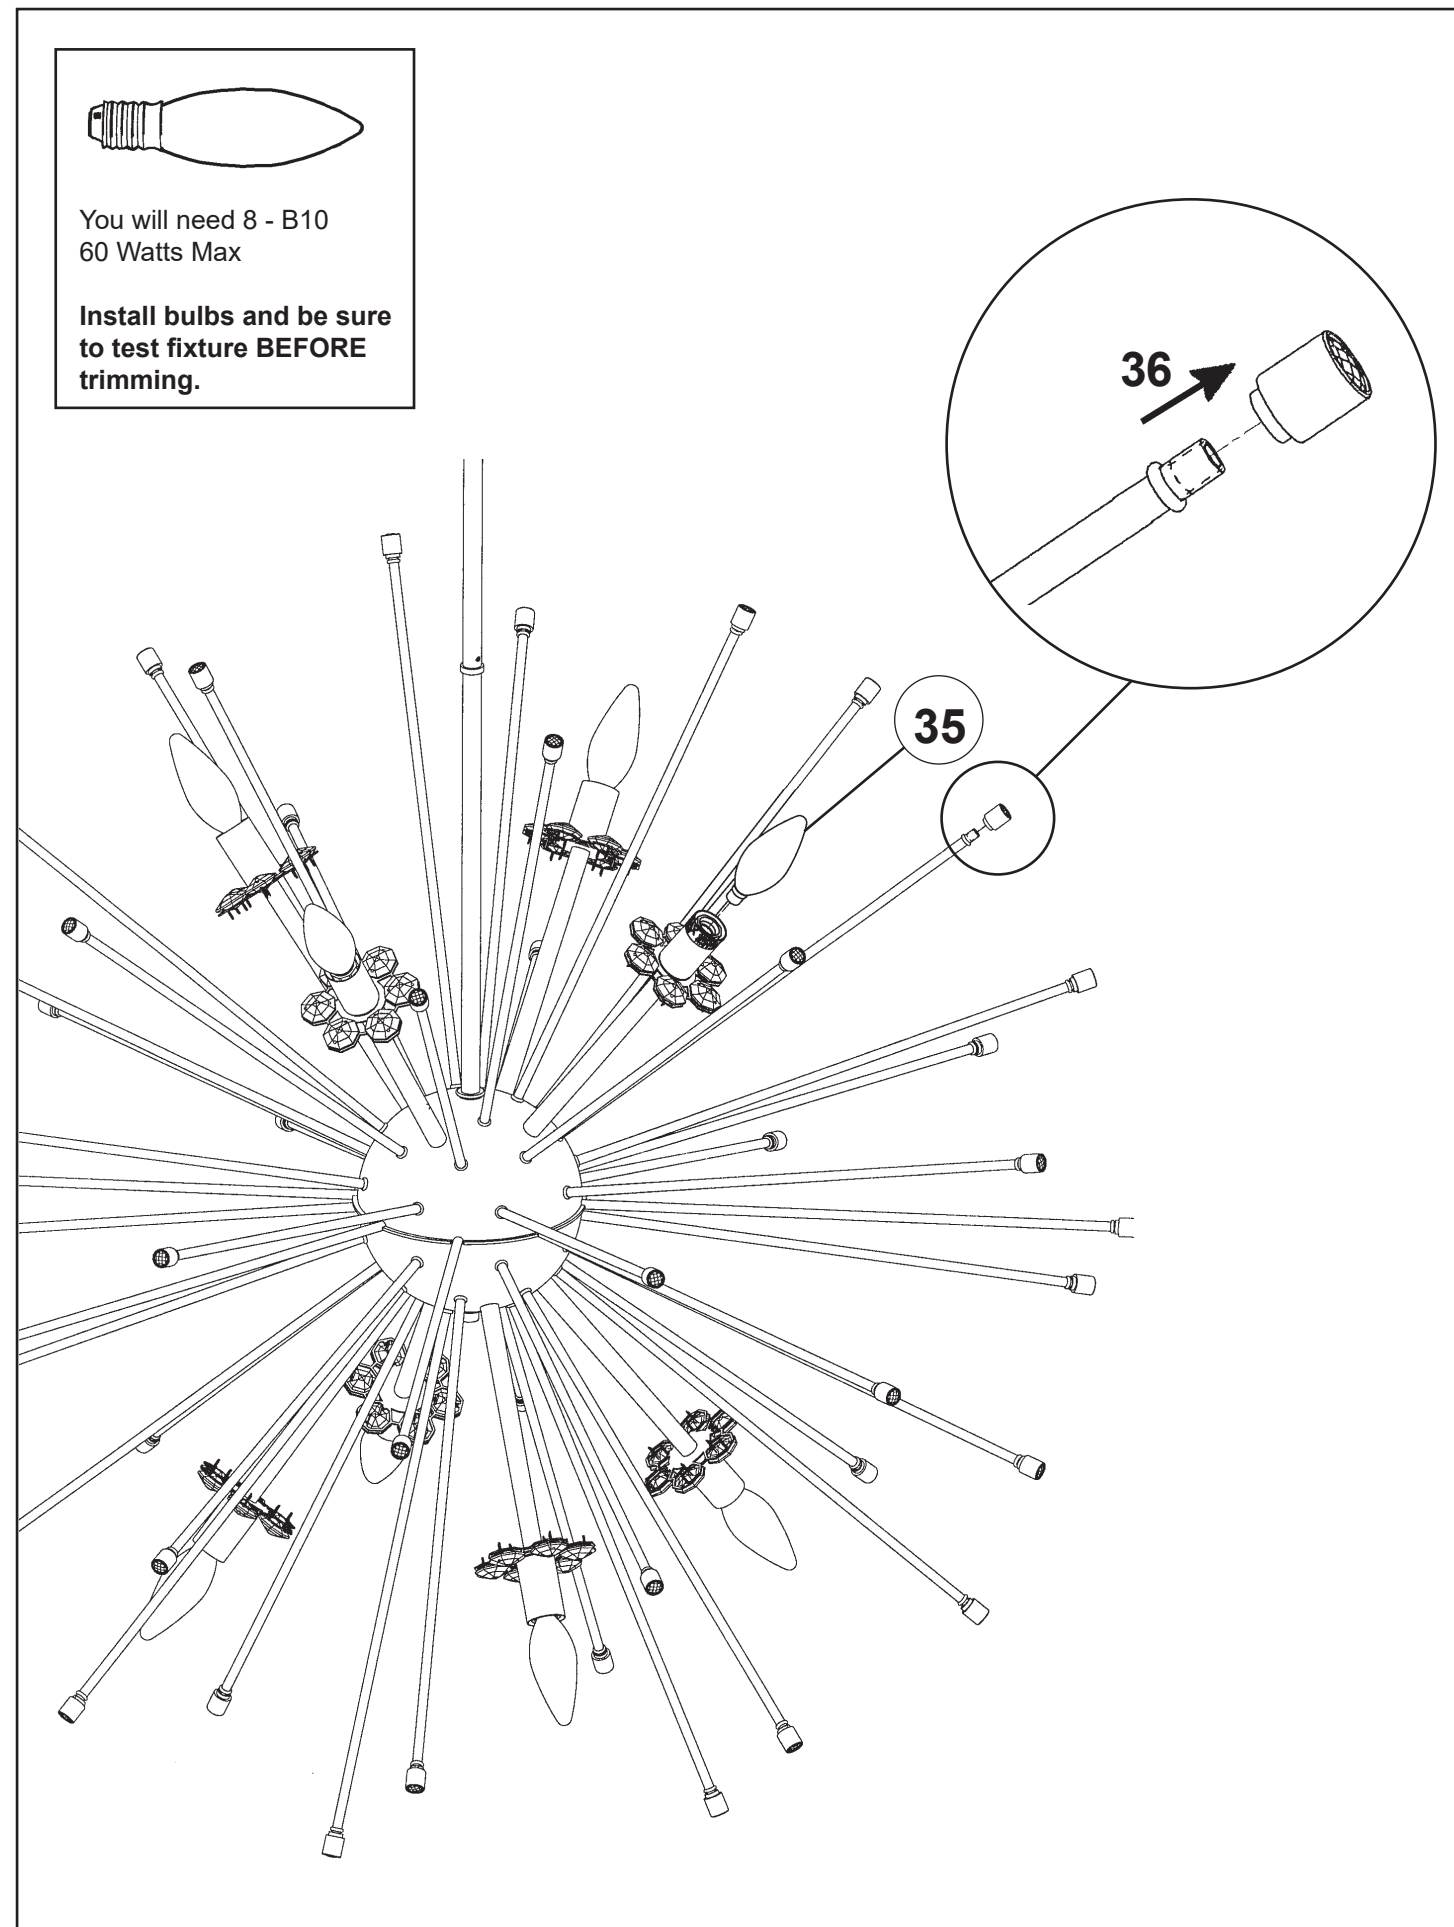 You will need 8 - B10
60 Watts Max
Install bulbs and be sure
to test fixture BEFORE
trimming.
36
35